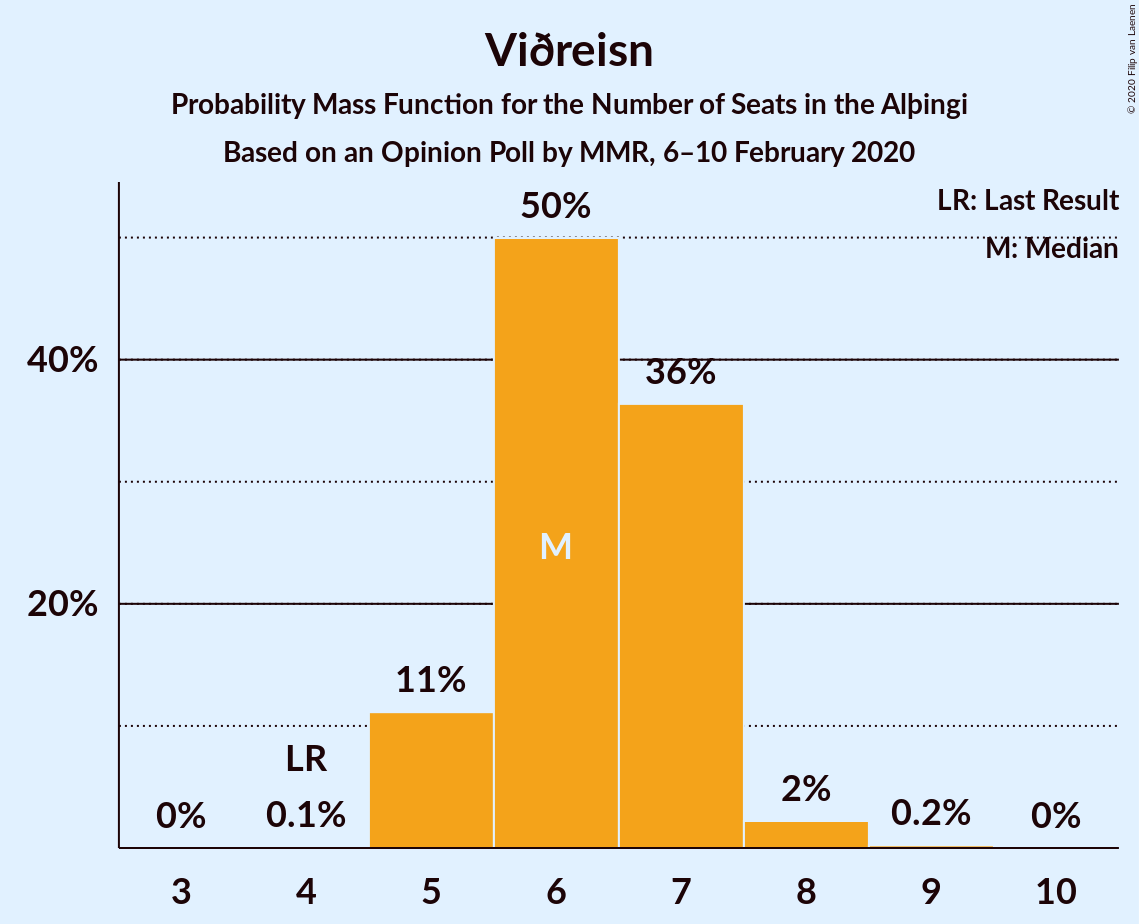 Viðreisn
Probability Mass Function for the Number of Seats in the Alþingi
Based on an Opinion Poll by MMR, 6–10 February 2020
© 2020 Filip van Laenen
LR: Last Result
M: Median
50%
40%
36%
M
20%
11%
LR
0%
0.1%
2%
0.2%
0%
3
4
5
6
7
8
9
10